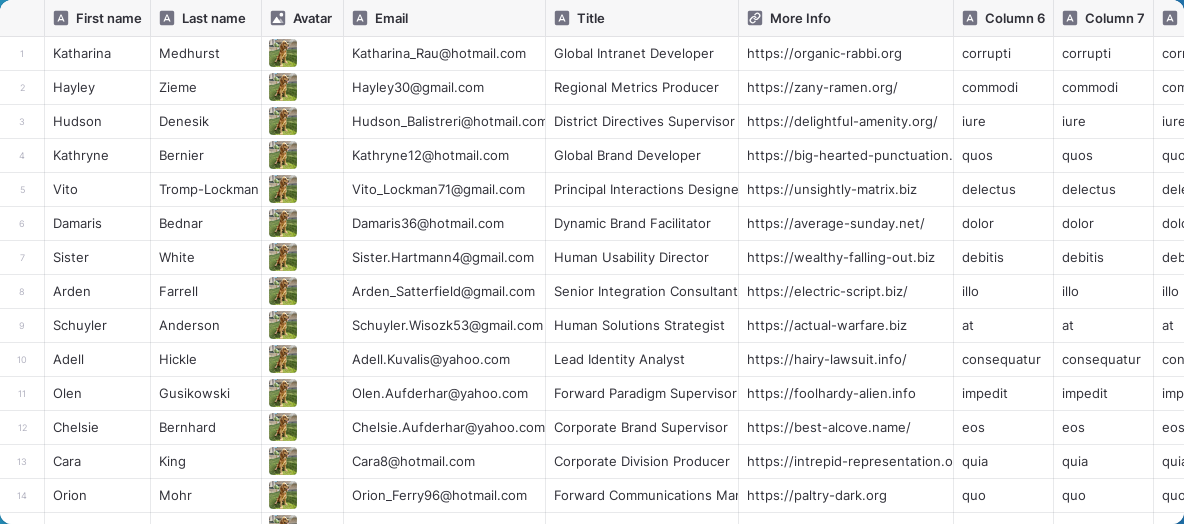 First name Last name Avatar Email Title More Info Column 6 Column 7
1 Katharina Medhurst Katharina_Rau@hotmail.com Global Intranet Developer https://organic-rabbi.org corrupti corrupti cor
2 Hayley Zieme Hayley30@gmail.com Regional Metrics Producer https://zany-ramen.org/ commodi commodi com
3 Hudson Denesik Hudson_Balistreri@hotmail.com District Directives Supervisor https://delightful-amenity.org/ iure iure iure
4 Kathryne Bernier Kathryne12@hotmail.com Global Brand Developer https://big-hearted-punctuation. quos quos quo
5 Vito Tromp-Lockman Vito_Lockman71@gmail.com Principal Interactions Designe https://unsightly-matrix.biz delectus delectus dele
6 Damaris Bednar Damaris36@hotmail.com Dynamic Brand Facilitator https://average-sunday.net/ dolor dolor dolo
7 Sister White Sister.Hartmann4@gmail.com Human Usability Director https://wealthy-falling-out.biz debitis debitis deb
8 Arden Farrell Arden_Satterfield@gmail.com Senior Integration Consultant https://electric-script.biz/ illo illo illo
9 Schuyler Anderson Schuyler.Wisozk53@gmail.com Human Solutions Strategist https://actual-warfare.biz at at at
10 Adell Hickle Adell.Kuvalis@yahoo.com Lead Identity Analyst https://hairy-lawsuit.info/ consequatur consequatur con
11 Olen Gusikowski Olen.Aufderhar@yahoo.com Forward Paradigm Supervisor https://foolhardy-alien.info impedit impedit imp
12 Chelsie Bernhard Chelsie.Aufderhar@yahoo.com Corporate Brand Supervisor https://best-alcove.name/ eos eos eos
13 Cara King Cara8@hotmail.com Corporate Division Producer https://intrepid-representation.o quia quia quia
14 Orion Mohr Orion_Ferry96@hotmail.com Forward Communications Mar https://paltry-dark.org quo quo quo